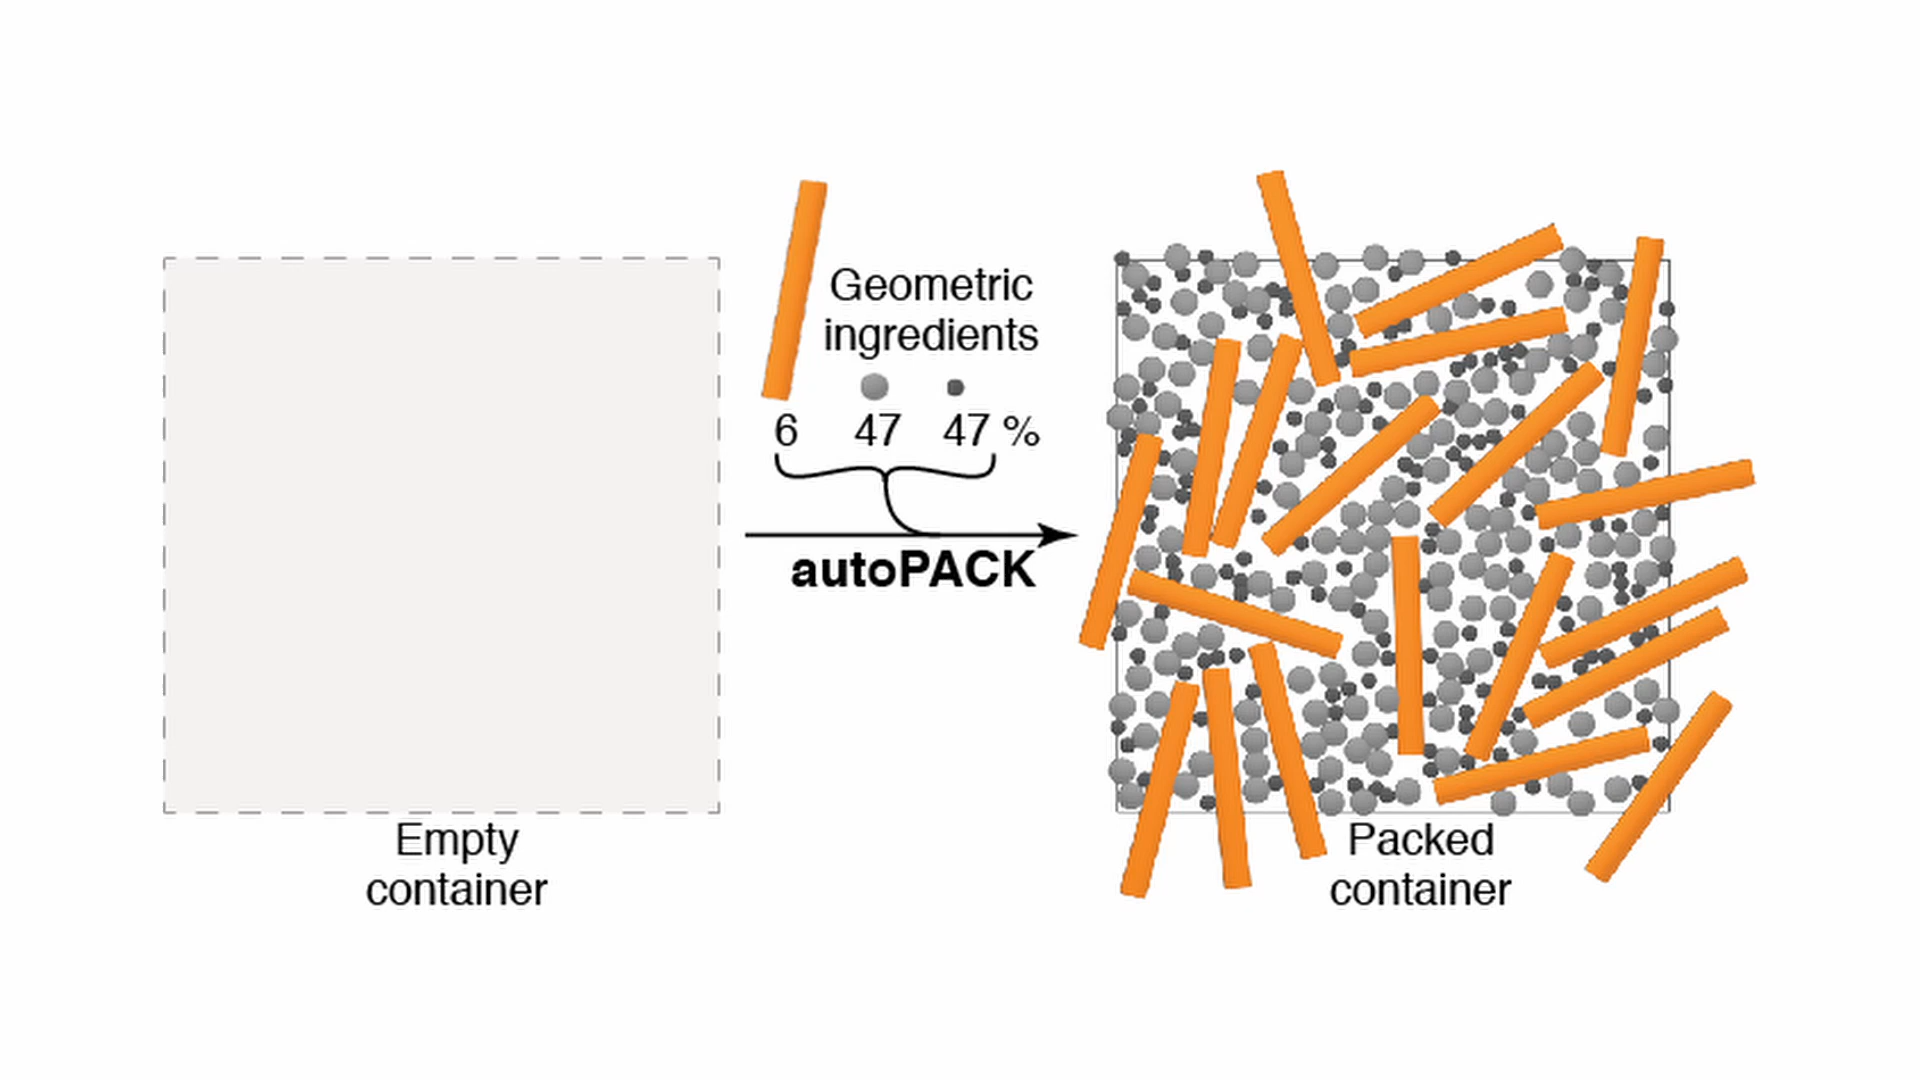 Geometric
ingredients
6 47 47 %
autoPACK
Empty
container
Packed
container